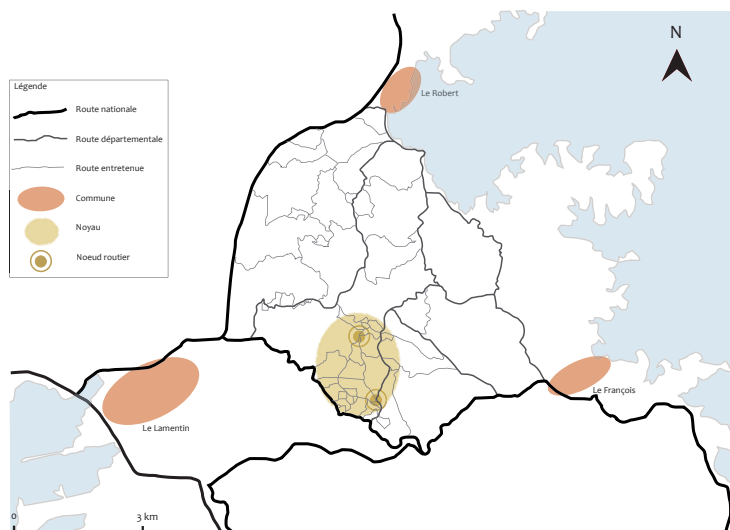 N
Le Robert
Légende
Route nationale
Route départementale
Route entretenue
Commune
Noyau
Noeud routier
Le François
Le Lamentin
0
3 km